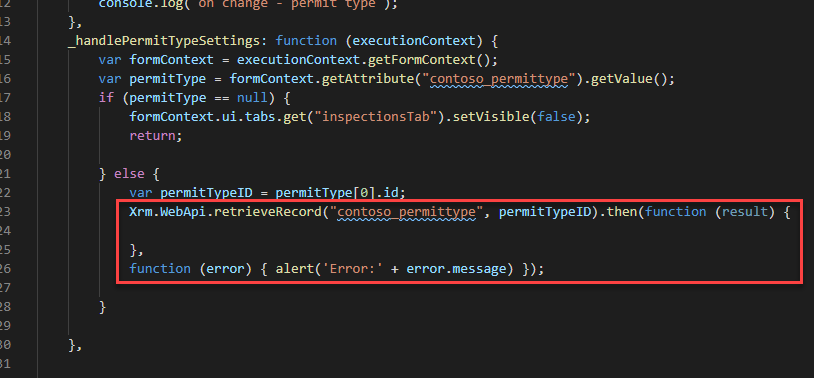 12 console.log('on change - permit type');
13 },
14 _handlePermitTypeSettings: function (executionContext) {
15 var formContext = executionContext.getFormContext();
16 var permitType = formContext.getAttribute("contoso_permittype").getValue();
17 if (permitType == null) {
18 formContext.ui.tabs.get("inspectionsTab").setVisible(false);
19 return;
20
21 } else {
22 var permitTypeID = permitType[0].id;
23 Xrm.WebApi.retrieveRecord("contoso_permittype", permitTypeID).then(function (result) {
24
25 },
26 function (error) { alert('Error:' + error.message) });
27
28 }
29
30 },
31